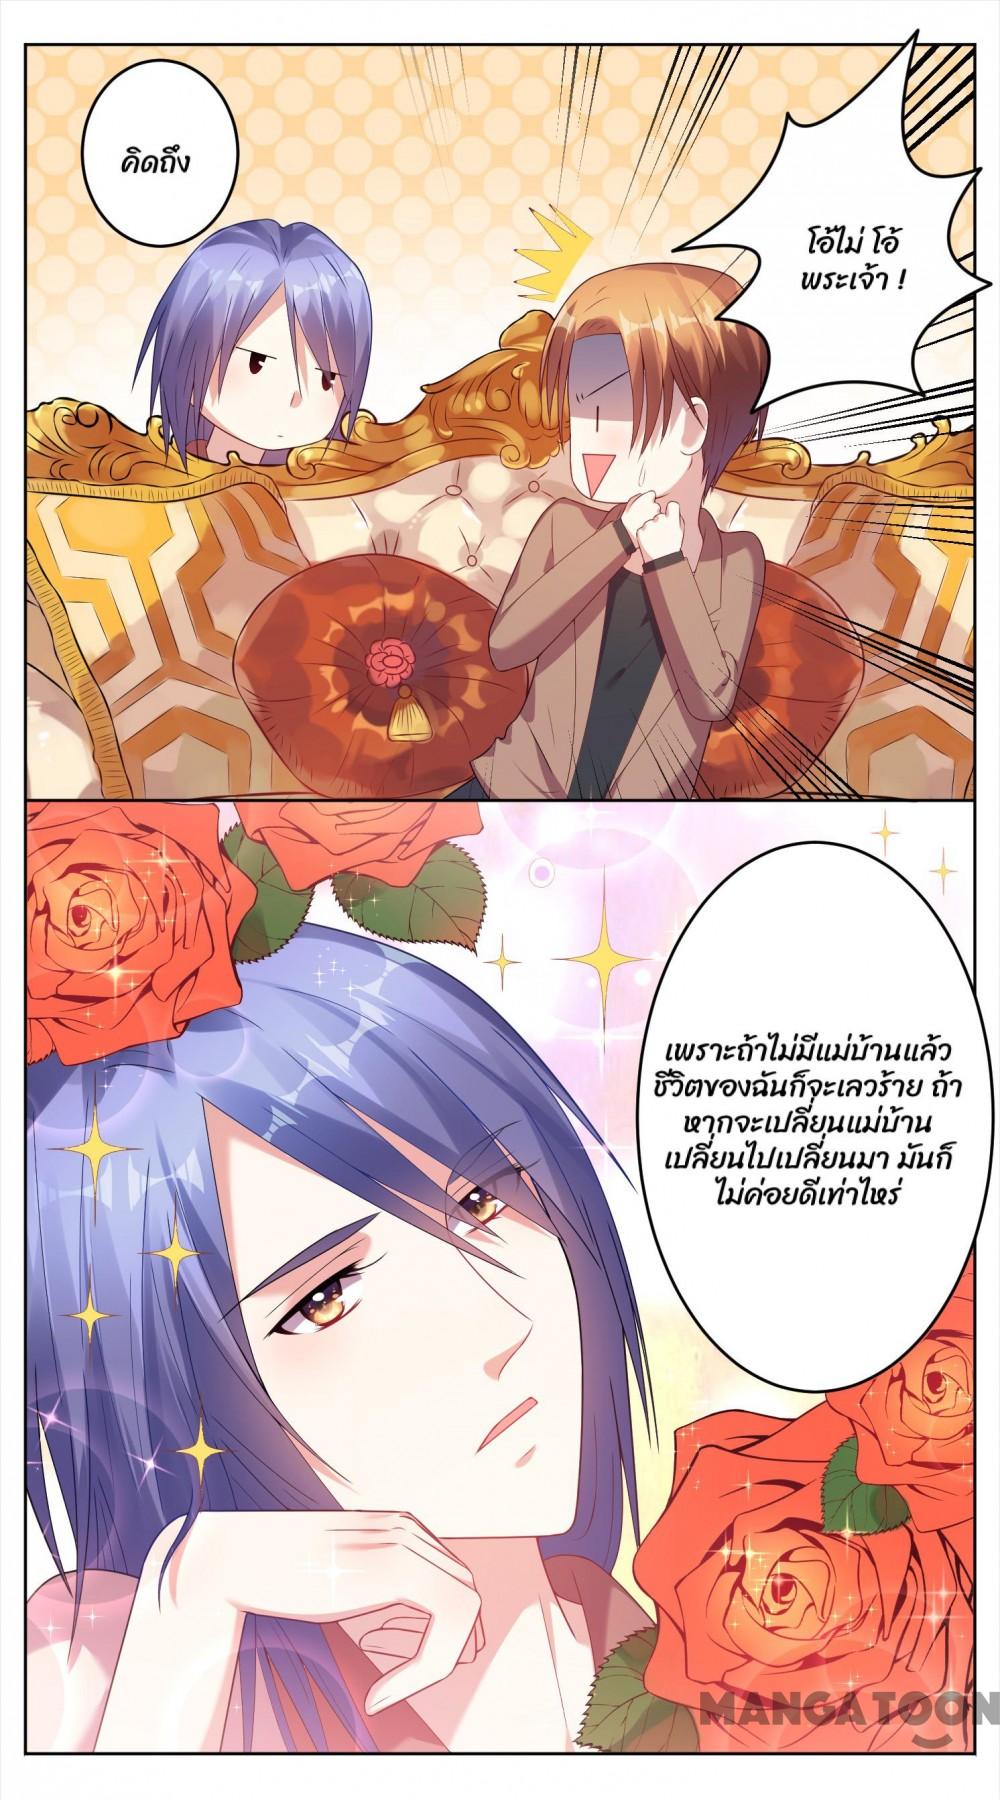 คิดถึง
โอ้ไม่ โอ้
พระเจ้า !
เพราะถ้าไม่มีแม่บ้านแล้ว
ชีวิตของฉันก็จะเลวร้าย ถ้า
หากจะเปลี่ยนแม่บ้าน
เปลี่ยนไปเปลี่ยนมา มันก็
ไม่ค่อยดีเท่าไหร่
MANGATOON